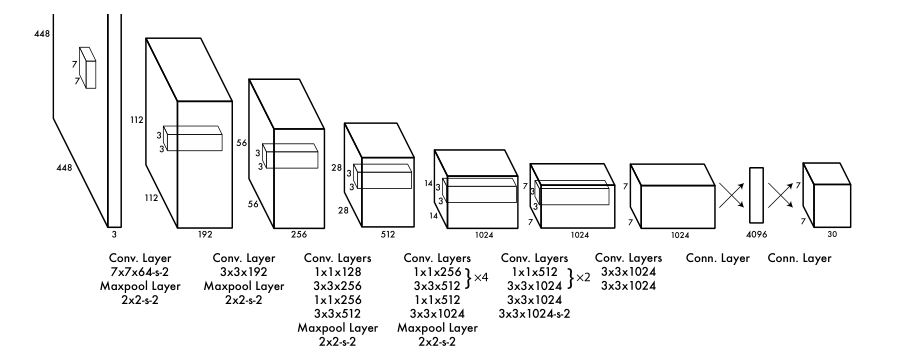 448
448
7
7
3
112
112
3
3
192
56
56
3
3
256
28
28
3
3
512
14
14
3
3
1024
7
7
3
3
1024
7
7
1024
4096
7
7
30
Conv. Layer
7x7x64-s-2
Maxpool Layer
2x2-s-2
Conv. Layer
3x3x192
Maxpool Layer
2x2-s-2
Conv. Layers
1x1x128
3x3x256
1x1x256
3x3x512
Maxpool Layer
2x2-s-2
Conv. Layers
1x1x256
3x3x512
}×4
1x1x512
3x3x1024
Maxpool Layer
2x2-s-2
Conv. Layers
1x1x512
3x3x1024
}×2
3x3x1024
3x3x1024-s-2
Conv. Layers
3x3x1024
3x3x1024
Conn. Layer
Conn. Layer